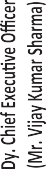 Dy. Chief Executive Officer
(Mr. Vijay Kumar Sharma)